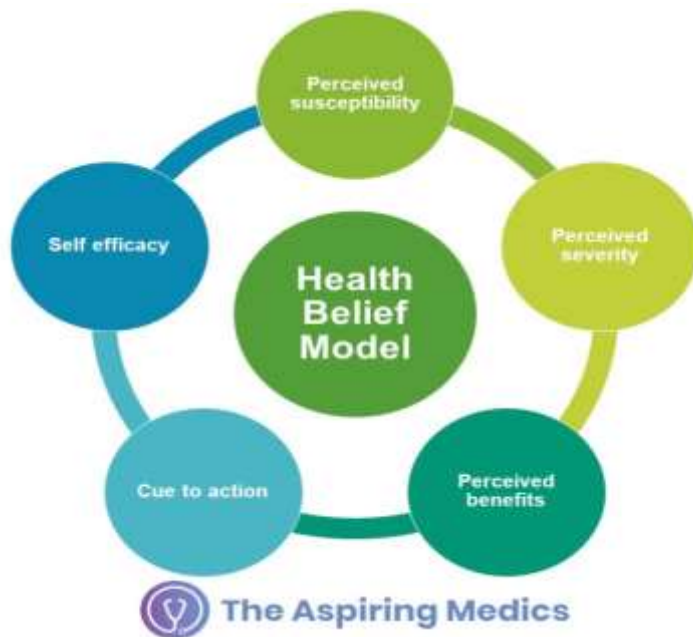 Perceived
susceptibility
Perceived
severity
Perceived
benefits
Cue to action
Self efficacy
Health
Belief
Model
The Aspiring Medics